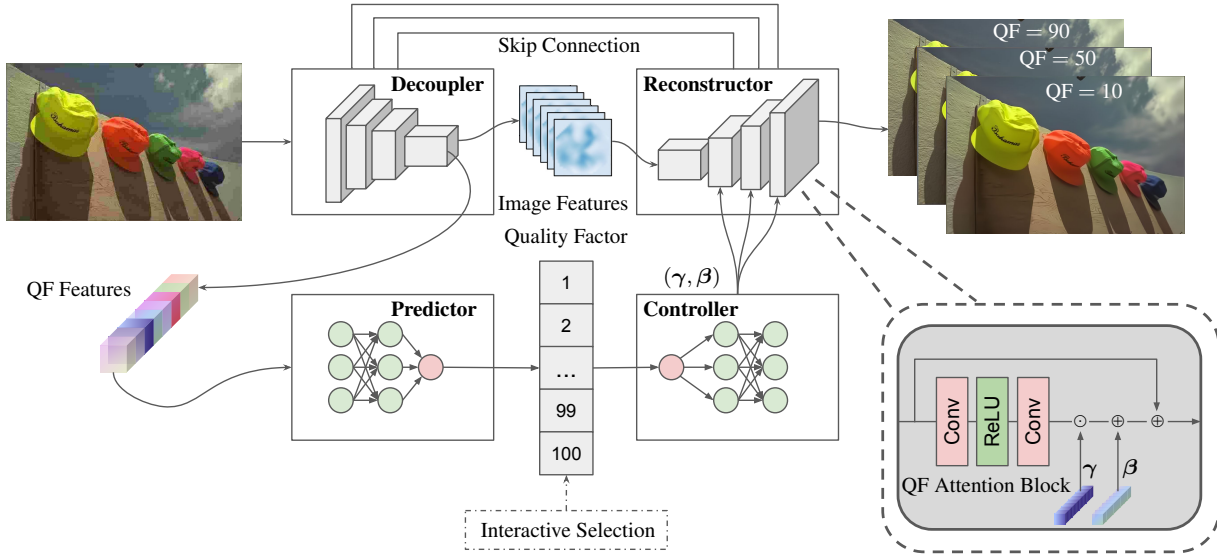 Skip Connection
QF = 90
QF = 50
QF = 10
Decoupler
Reconstructor
Image Features
Quality Factor
QF Features
(γ, β)
Predictor
Controller
1
2
...
99
100
Conv
ReLU
Conv
γ
β
QF Attention Block
Interactive Selection